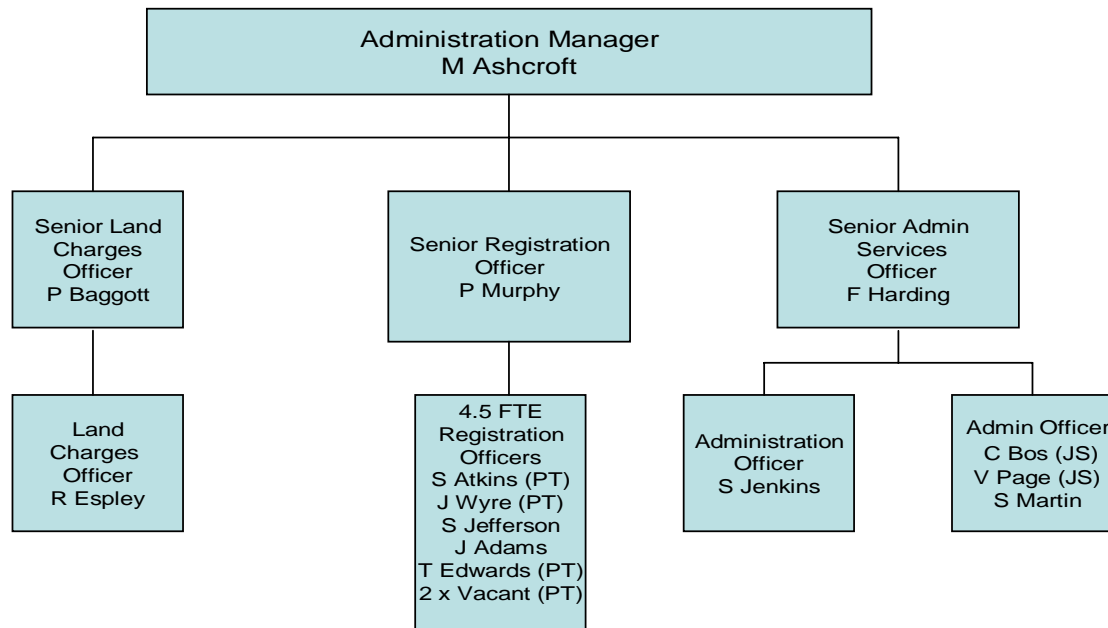 Administration Manager
M Ashcroft
Senior Land
Charges
Officer
P Baggott
Senior Registration
Officer
P Murphy
Senior Admin
Services
Officer
F Harding
Land
Charges
Officer
R Espley
4.5 FTE
Registration
Officers
S Atkins (PT)
J Wyre (PT)
S Jefferson
J Adams
T Edwards (PT)
2 x Vacant (PT)
Administration
Officer
S Jenkins
Admin Officer
C Bos (JS)
V Page (JS)
S Martin